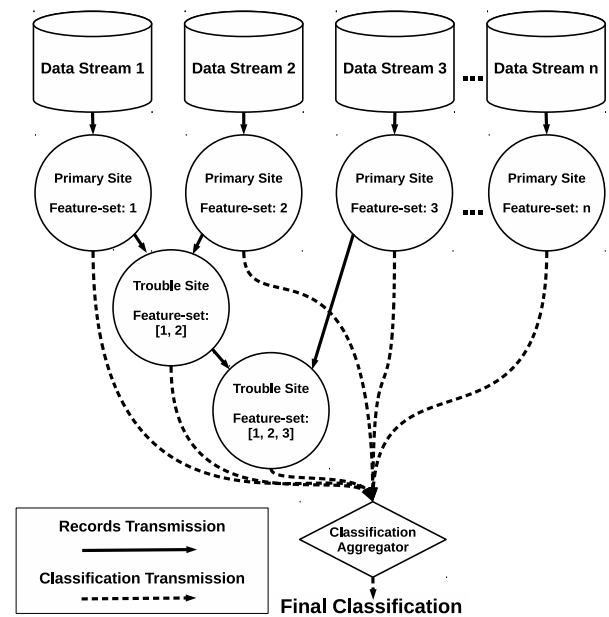 Data Stream 1
Data Stream 2
Data Stream 3
...
Data Stream n
Primary Site
Feature-set: 1
Primary Site
Feature-set: 2
Primary Site
Feature-set: 3
...
Primary Site
Feature-set: n
Trouble Site
Feature-set:
[1, 2]
Trouble Site
Feature-set:
[1, 2, 3]
Records Transmission
Classification Transmission
Classification
Aggregator
Final Classification